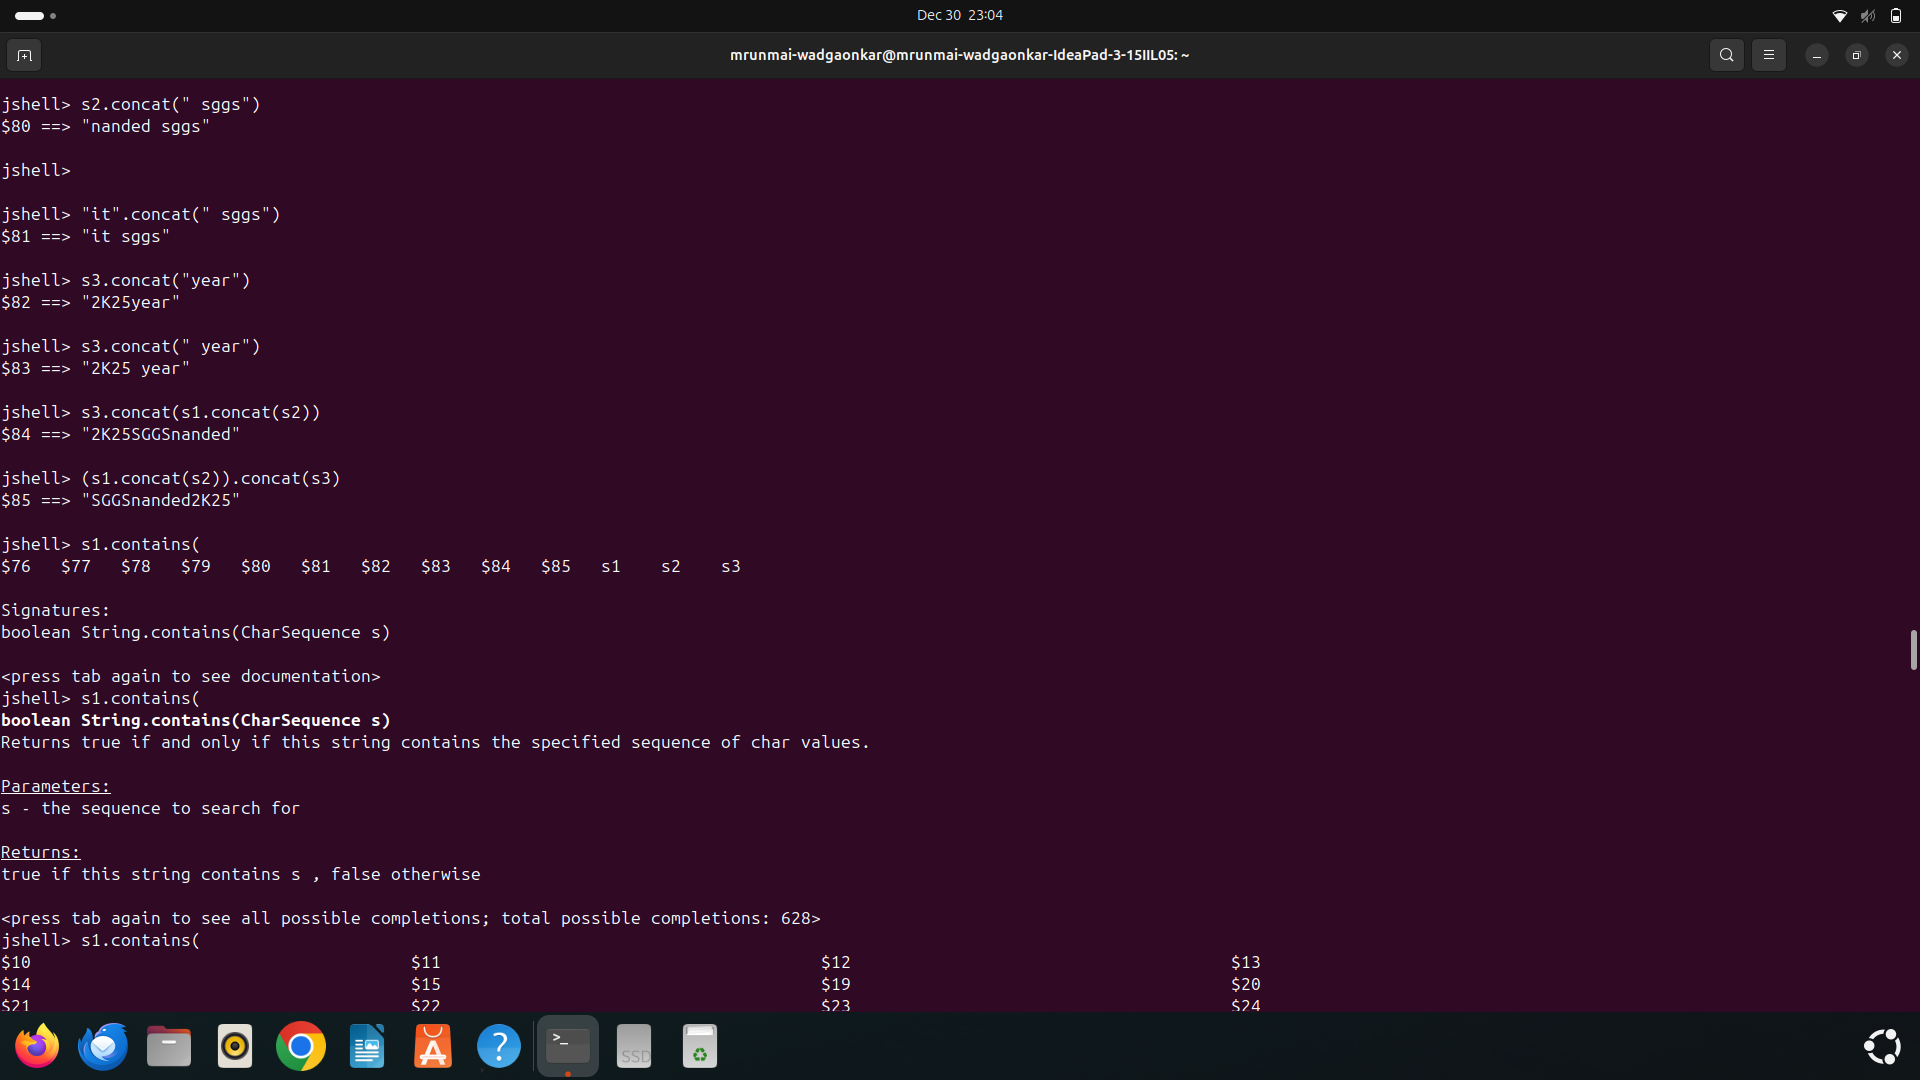 Dec 30 23:04
mrunmai-wadgaonkar@mrunmai-wadgaonkar-IdeaPad-3-15IIL05: ~
jshell> s2.concat(" sggs")
$80 ==> "nanded sggs"
jshell>
jshell> "it".concat(" sggs")
$81 ==> "it sggs"
jshell> s3.concat("year")
$82 ==> "2K25year"
jshell> s3.concat(" year")
$83 ==> "2K25 year"
jshell> s3.concat(s1.concat(s2))
$84 ==> "2K25SGGSnanded"
jshell> (s1.concat(s2)).concat(s3)
$85 ==> "SGGSnanded2K25"
jshell> s1.contains(
$76 $77 $78 $79 $80 $81 $82 $83 $84 $85 s1 s2 s3
Signatures:
boolean String.contains(CharSequence s)
<press tab again to see documentation>
jshell> s1.contains(
boolean String.contains(CharSequence s)
Returns true if and only if this string contains the specified sequence of char values.
Parameters:
s - the sequence to search for
Returns:
true if this string contains s , false otherwise
<press tab again to see all possible completions; total possible completions: 628>
jshell> s1.contains(
$10 $11 $12 $13
$14 $15 $19 $20
$21 $22 $23 $24
>_
?
SSD